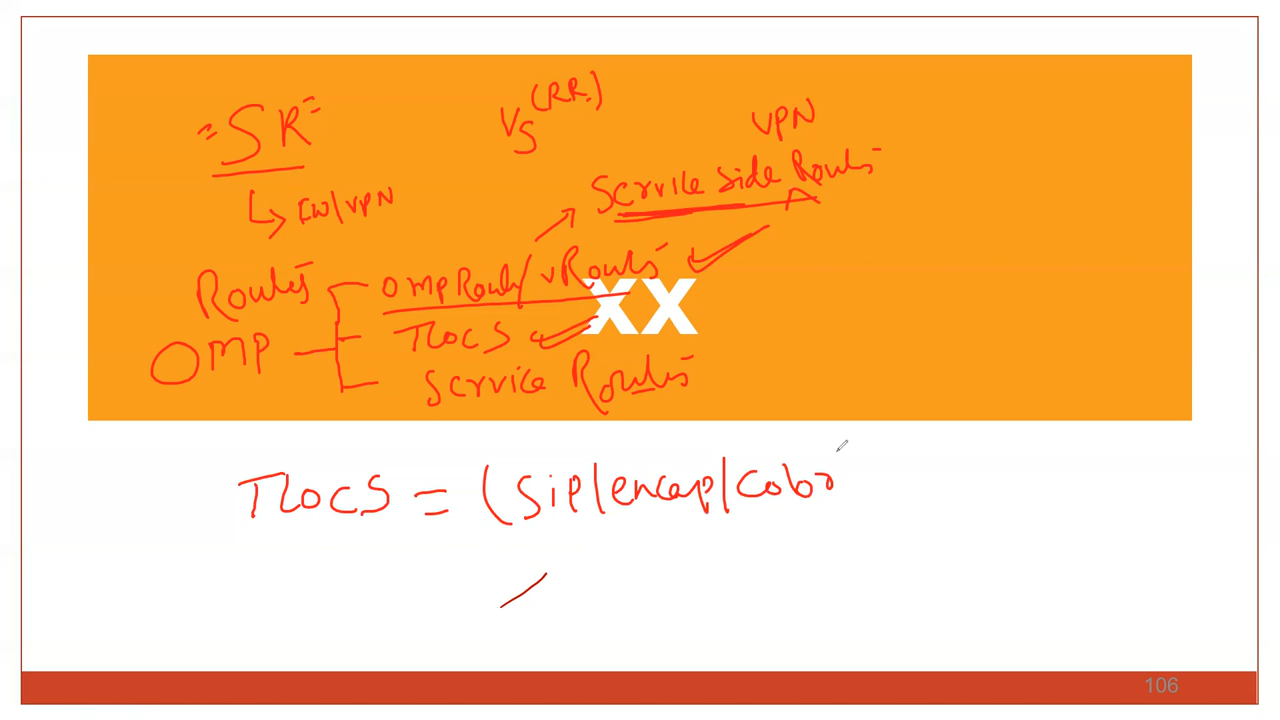 = SR =
VS (RR.)
VPN
Service side Routes
FW/VPN
Routes
OMP Routes/vRoutes
XX
OMP
TLOCS
Service Routes
TLOCS = (Sip/encap/Color
106